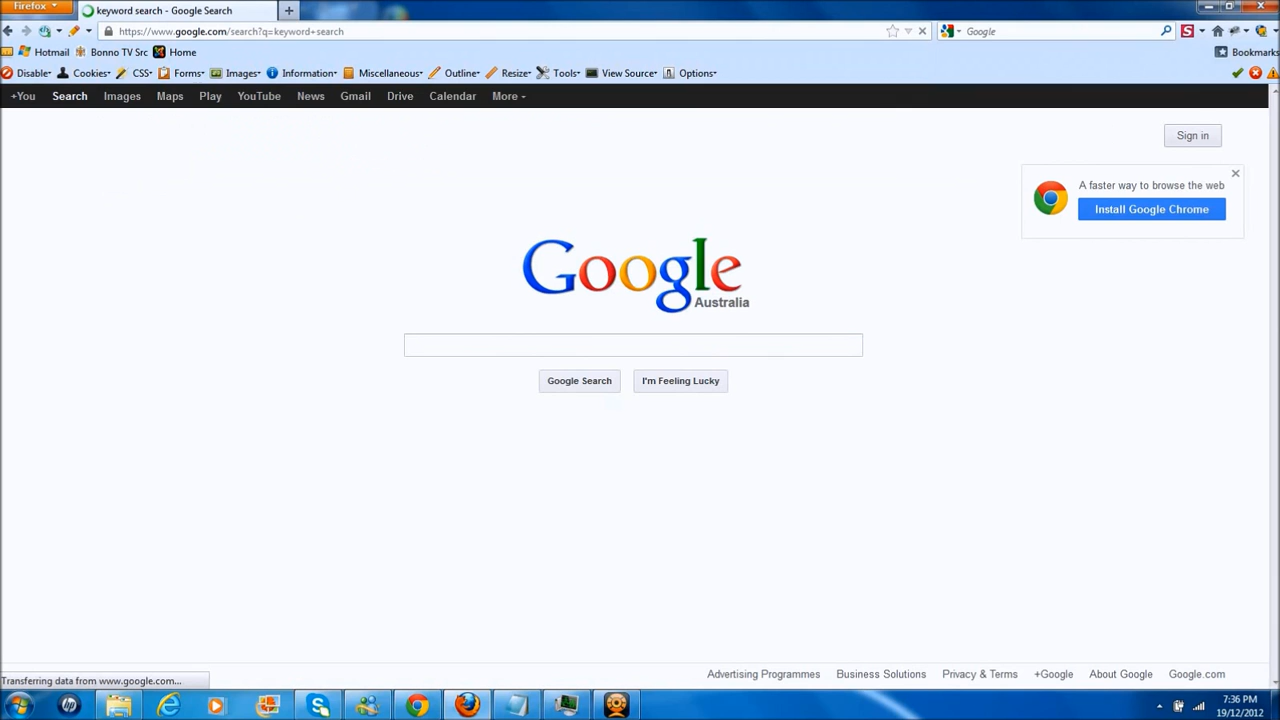 Firefox
keyword search - Google Search
https://www.google.com/search?q=keyword+search
Google
Hotmail Bonno TV Src Home Bookmarks
Disable Cookies CSS Forms Images Information Miscellaneous Outline Resize Tools View Source Options
+You Search Images Maps Play YouTube News Gmail Drive Calendar More
Sign in
A faster way to browse the web
Install Google Chrome
Google
Australia
Google Search I'm Feeling Lucky
Advertising Programmes Business Solutions Privacy & Terms +Google About Google Google.com
Transferring data from www.google.com...
7:36 PM
19/12/2012